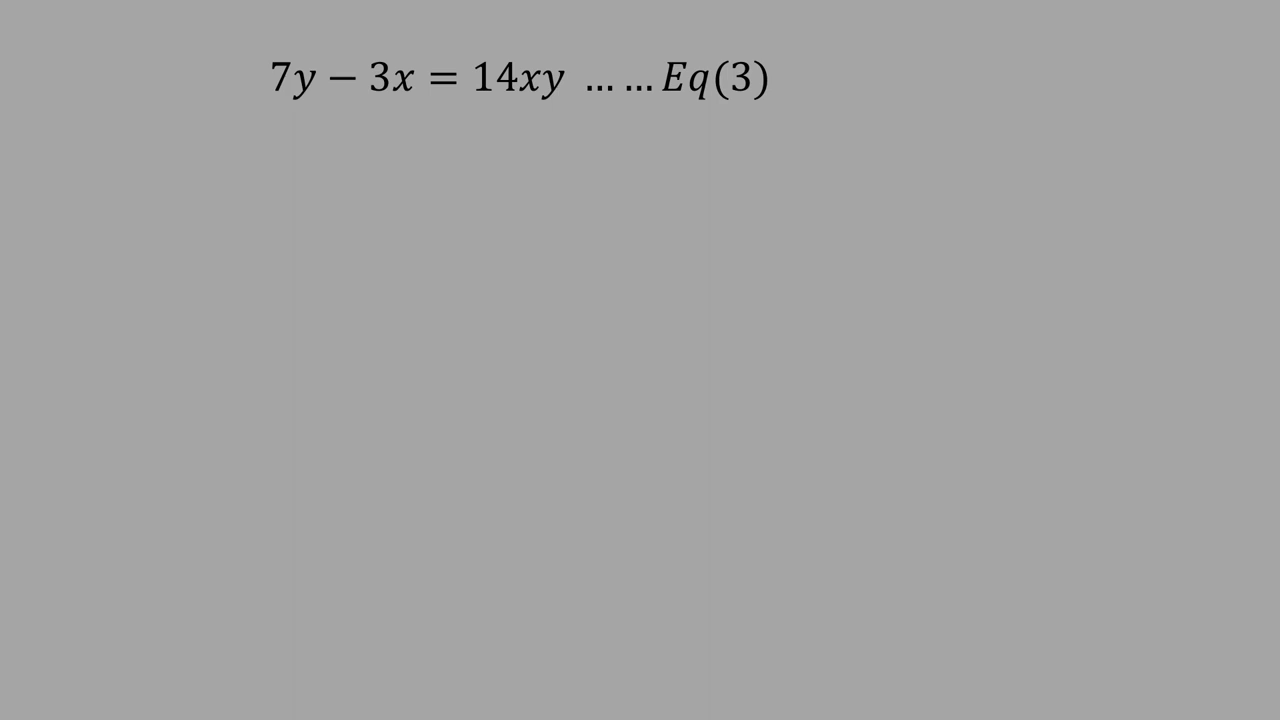 7y − 3x = 14xy ... ... Eq(3)